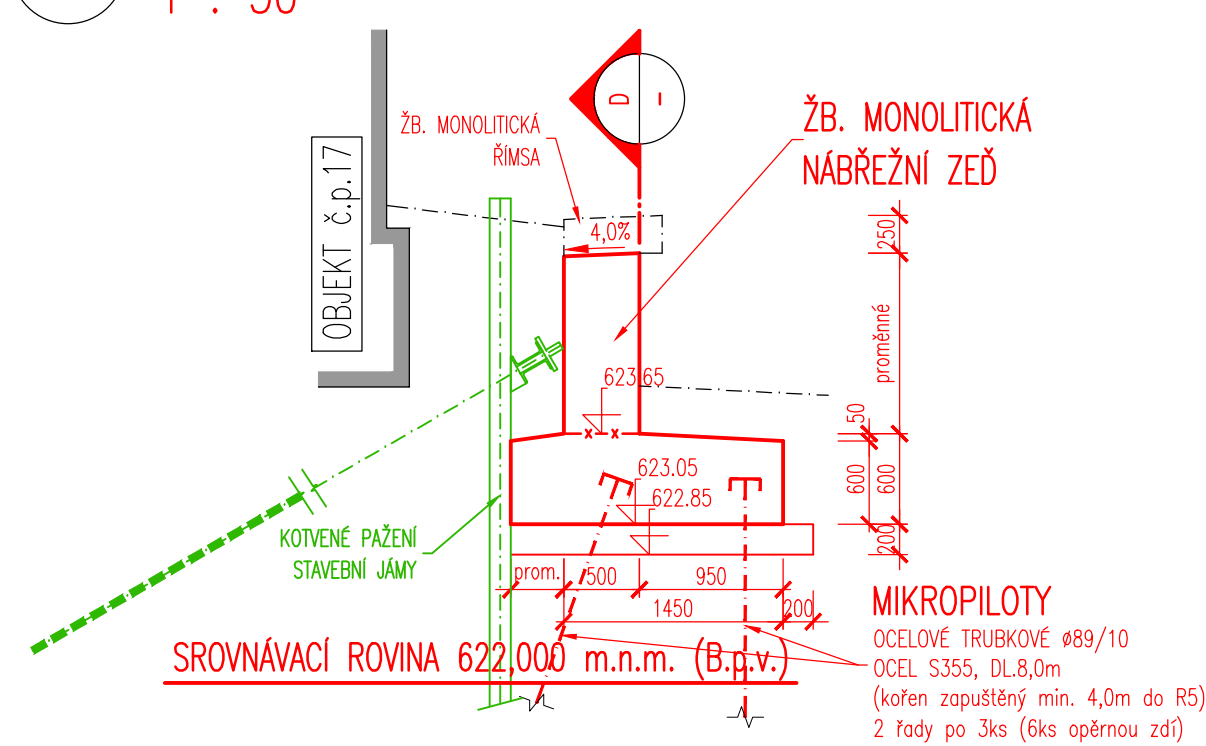 ŽB. MONOLITICKÁ
ŘÍMSA
D
ŽB. MONOLITICKÁ
NÁBŘEŽNÍ ZEĎ
OBJEKT č.p.17
4,0%
250
proměnné
623.65
50
600
600
200
623.05
622.85
KOTVENÉ PAŽENÍ
STAVEBNÍ JÁMY
prom.
500
950
1450
200
SROVNÁVACÍ ROVINA 622,000 m.n.m. (B.p.v.)
MIKROPILOTY
OCELOVÉ TRUBKOVÉ ø89/10
OCEL S355, DL.8,0m
(kořen zapuštěný min. 4,0m do R5)
2 řady po 3ks (6ks opěrnou zdí)